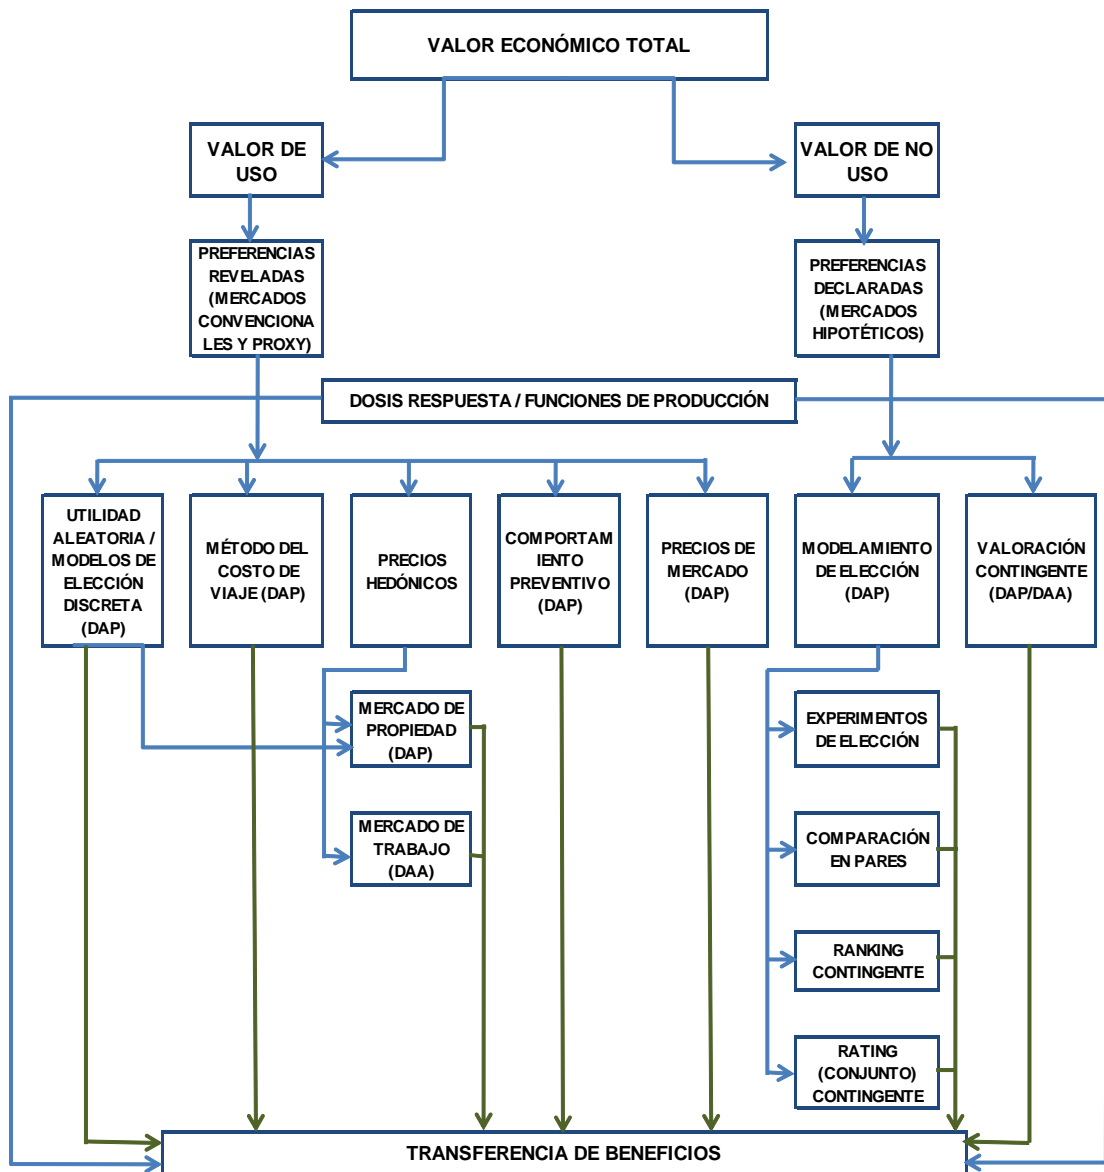 VALOR ECONÓMICO TOTAL
VALOR DE
USO
VALOR DE NO
USO
PREFERENCIAS
REVELADAS
(MERCADOS
CONVENCIONA
LES Y PROXY)
PREFERENCIAS
DECLARADAS
(MERCADOS
HIPOTÉTICOS)
DOSIS RESPUESTA / FUNCIONES DE PRODUCCIÓN
UTILIDAD
ALEATORIA /
MODELOS DE
ELECCIÓN
DISCRETA
(DAP)
MÉTODO DEL
COSTO DE
VIAJE (DAP)
PRECIOS
HEDÓNICOS
COMPORTAM
IENTO
PREVENTIVO
(DAP)
PRECIOS DE
MERCADO
(DAP)
MODELAMIENTO
DE ELECCIÓN
(DAP)
VALORACIÓN
CONTINGENTE
(DAP/DAA)
MERCADO DE
PROPIEDAD
(DAP)
MERCADO DE
TRABAJO
(DAA)
EXPERIMENTOS
DE ELECCIÓN
COMPARACIÓN
EN PARES
RANKING
CONTINGENTE
RATING
(CONJUNTO)
CONTINGENTE
TRANSFERENCIA DE BENEFICIOS